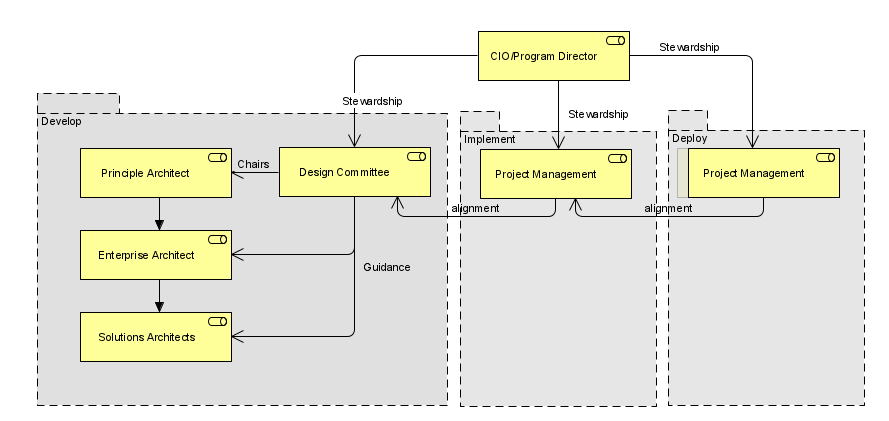 CIO/Program Director
Stewardship
Stewardship
Stewardship
Develop
Implement
Deploy
Principle Architect
Chairs
Design Committee
Project Management
Project Management
alignment
alignment
Enterprise Architect
Guidance
Solutions Architects